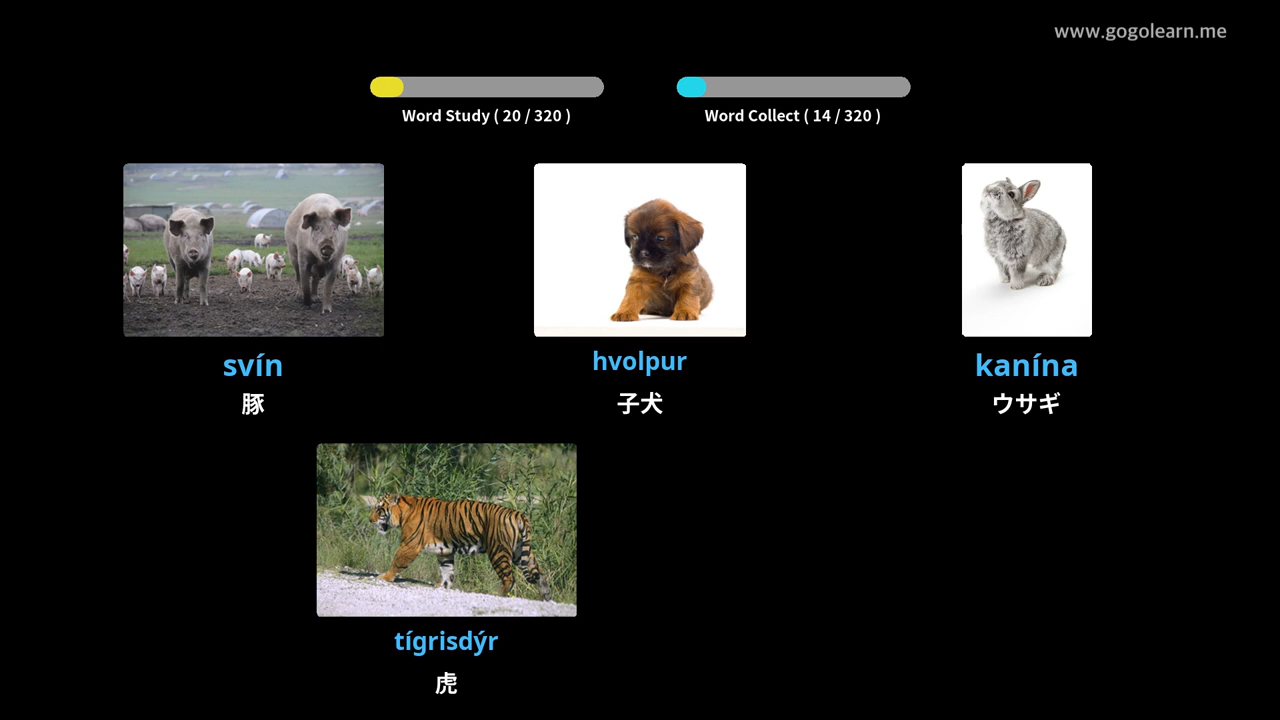 www.gogolearn.me
Word Study ( 20 / 320 )
Word Collect ( 14 / 320 )
svín
豚
hvolpur
子犬
kanína
ウサギ
tígrisdýr
虎